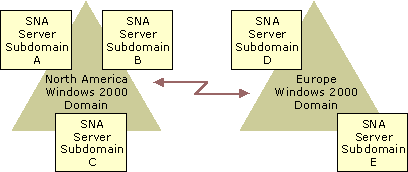 SNA
Server
Subdomain
A
SNA
Server
Subdomain
B
North America
Windows 2000
Domain
SNA
Server
Subdomain
C
SNA
Server
Subdomain
D
Europe
Windows 2000
Domain
SNA
Server
Subdomain
E